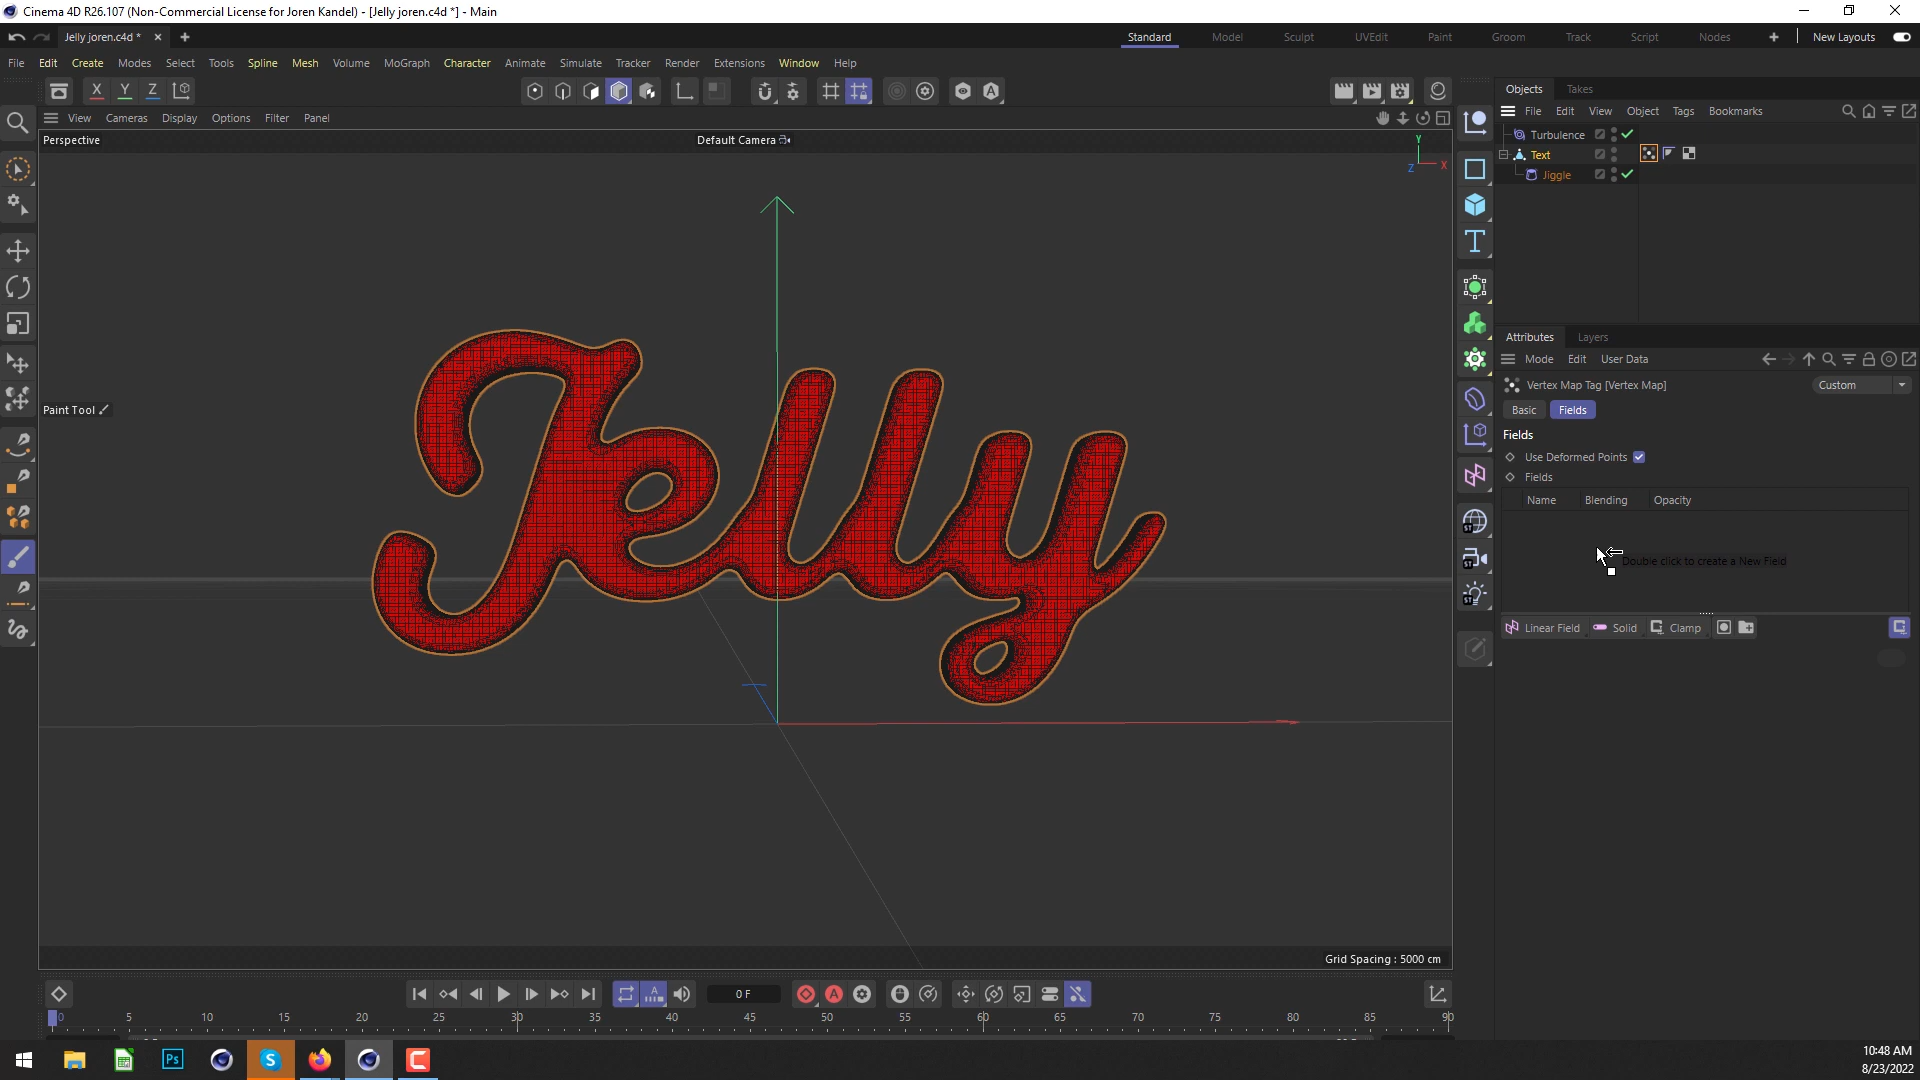 Cinema 4D R26.107 (Non-Commercial License for Joren Kandel) - [Jelly joren.c4d *] - Main
Jelly joren.c4d *
Standard Model Sculpt UVEdit Paint Groom Track Script Nodes New Layouts
File Edit Create Modes Select Tools Spline Mesh Volume MoGraph Character Animate Simulate Tracker Render Extensions Window Help
X Y Z
Objects Takes
File Edit View Object Tags Bookmarks
View Cameras Display Options Filter Panel
Perspective
Default Camera
Y
Z
X
Turbulence
Text
Jiggle
Attributes Layers
Mode Edit User Data
Vertex Map Tag [Vertex Map]
Custom
Basic Fields
Fields
Use Deformed Points
Fields
Name Blending Opacity
Double click to create a New Field
Linear Field Solid Clamp
Paint Tool
Jelly
ST
ST
ST
Grid Spacing : 5000 cm
0 F
0 5 10 15 20 25 30 35 40 45 50 55 60 65 70 75 80 85 90
Ps
S
10:48 AM
8/23/2022